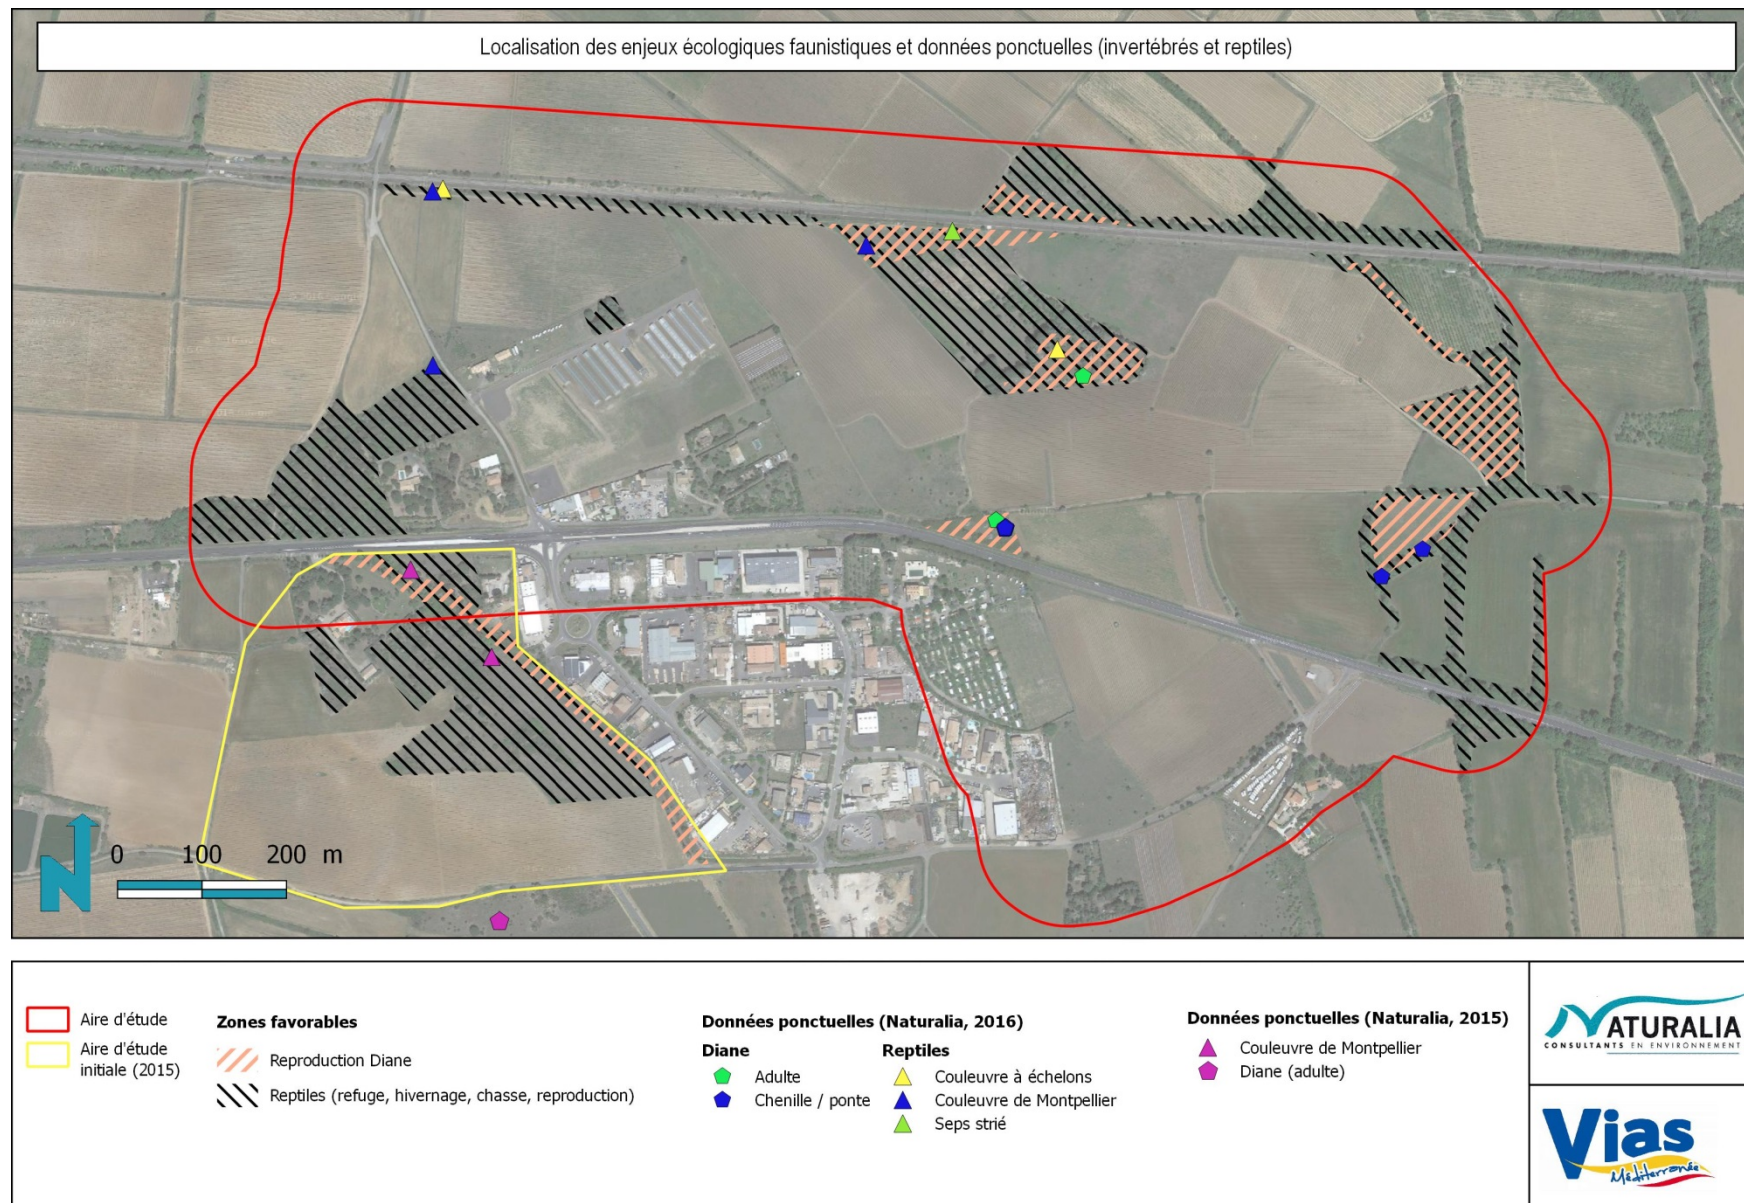 Localisation des enjeux écologiques faunistiques et données ponctuelles (invertébrés et reptiles)
N
0 100 200 m
Aire d'étude
Aire d'étude
initiale (2015)
Zones favorables
Reproduction Diane
Reptiles (refuge, hivernage, chasse, reproduction)
Données ponctuelles (Naturalia, 2016)
Diane
Adulte
Chenille / ponte
Reptiles
Couleuvre à échelons
Couleuvre de Montpellier
Seps strié
Données ponctuelles (Naturalia, 2015)
Couleuvre de Montpellier
Diane (adulte)
NATURALIA
CONSULTANTS EN ENVIRONNEMENT
Vias
Méditerranée